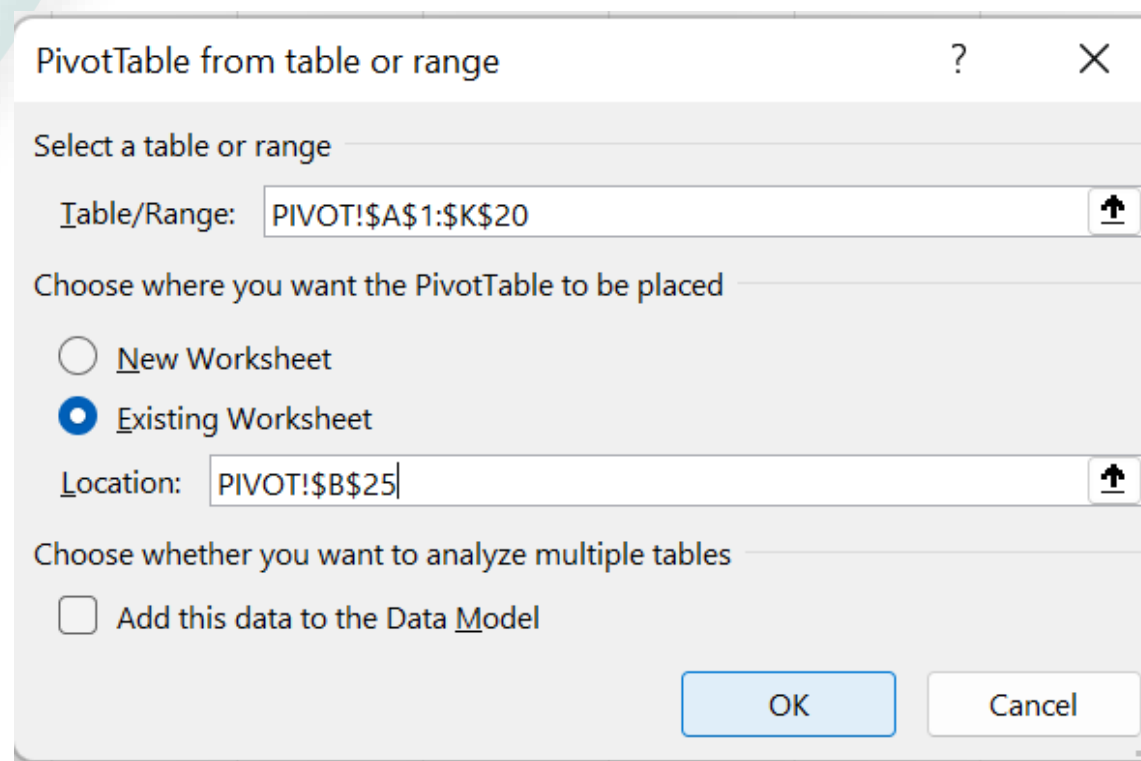 PivotTable from table or range ?
Select a table or range
Table/Range: PIVOT!$A$1:$K$20
Choose where you want the PivotTable to be placed
New Worksheet
Existing Worksheet
Location: PIVOT!$B$25
Choose whether you want to analyze multiple tables
Add this data to the Data Model
OK Cancel